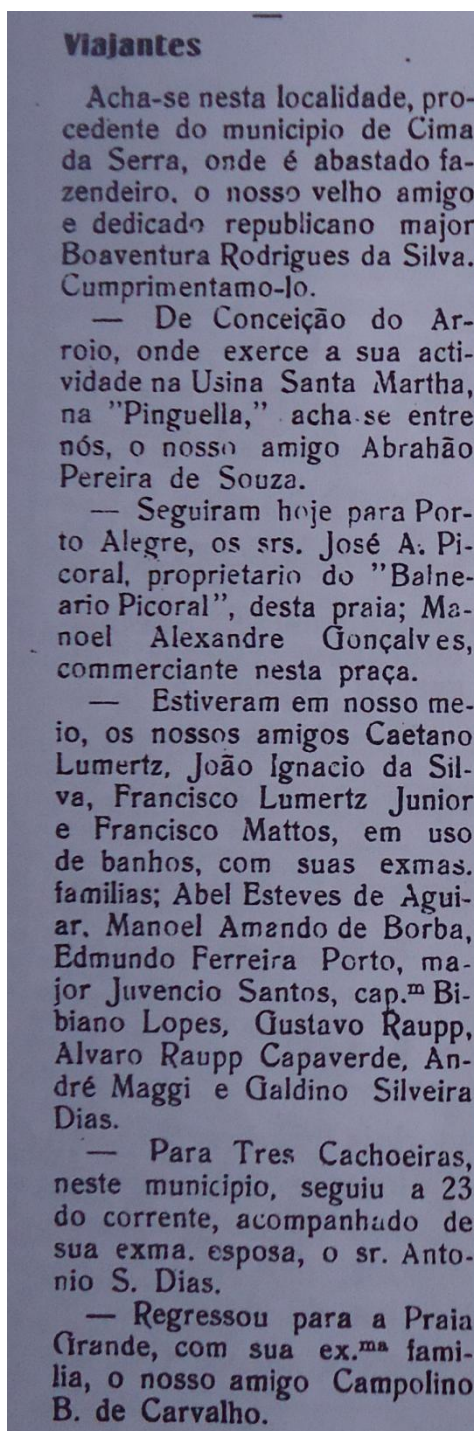 Viajantes
Acha-se nesta localidade, pro-
cedente do municipio de Cima
da Serra, onde é abastado fa-
zendeiro, o nosso velho amigo
e dedicado republicano major
Boaventura Rodrigues da Silva.
Cumprimentamo-lo.
— De Conceição do Ar-
roio, onde exerce a sua acti-
vidade na Usina Santa Martha,
na "Pinguella," acha-se entre
nós, o nosso amigo Abrahão
Pereira de Souza.
— Seguiram hoje para Por-
to Alegre, os srs. José A. Pi-
coral, proprietario do "Balne-
ario Picoral", desta praia; Ma-
noel Alexandre Gonçalves,
commerciante nesta praça.
— Estiveram em nosso me-
io, os nossos amigos Caetano
Lumertz, João Ignacio da Sil-
va, Francisco Lumertz Junior
e Francisco Mattos, em uso
de banhos, com suas exmas.
familias; Abel Esteves de Agui-
ar, Manoel Amando de Borba,
Edmundo Ferreira Porto, ma-
jor Juvencio Santos, cap.m Bi-
biano Lopes, Gustavo Raupp,
Alvaro Raupp Capaverde, An-
dré Maggi e Galdino Silveira
Dias.
— Para Tres Cachoeiras,
neste municipio, seguiu a 23
do corrente, acompanhado de
sua exma. esposa, o sr. Anto-
nio S. Dias.
— Regressou para a Praia
Grande, com sua ex.ma fami-
lia, o nosso amigo Campolino
B. de Carvalho.